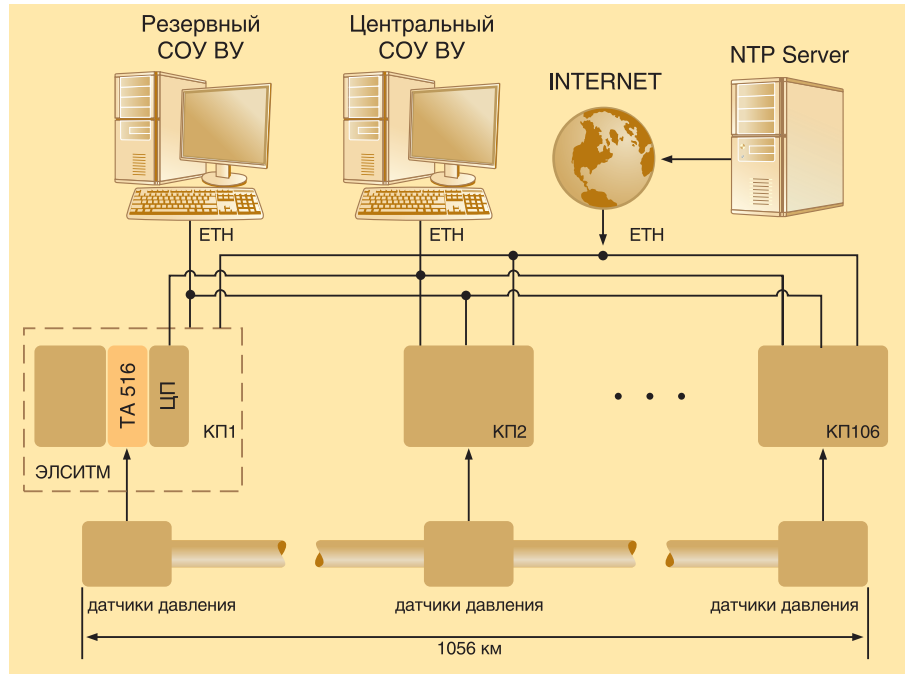 Резервный
СОУ ВУ
Центральный
СОУ ВУ
INTERNET
NTP Server
ETH
ETH
ETH
ТА 516
ЦП
КП1
ЭЛСИТМ
КП2
КП106
датчики давления
датчики давления
датчики давления
1056 км